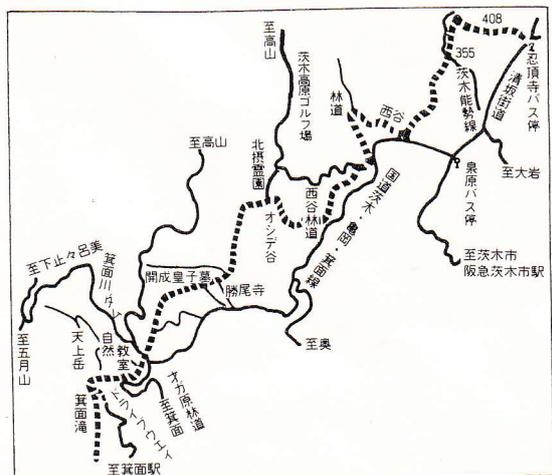 408
355
忍頂寺バス停
清坂街道
茨木能勢線
至高山
茨木高原ゴルフ場
林道
西谷
泉原バス停
至大岩
至高山
北摂霊園
オシデ谷
西谷林道
国道茨木・亀岡・箕面線
至茨木市
阪急茨木市駅
至下止々呂美
箕面川ダム
開成皇子墓
勝尾寺
至奥
至五月山
天上岳
自然教室
オガ原林道
至箕面
ドライブウェイ
箕面滝
至箕面駅